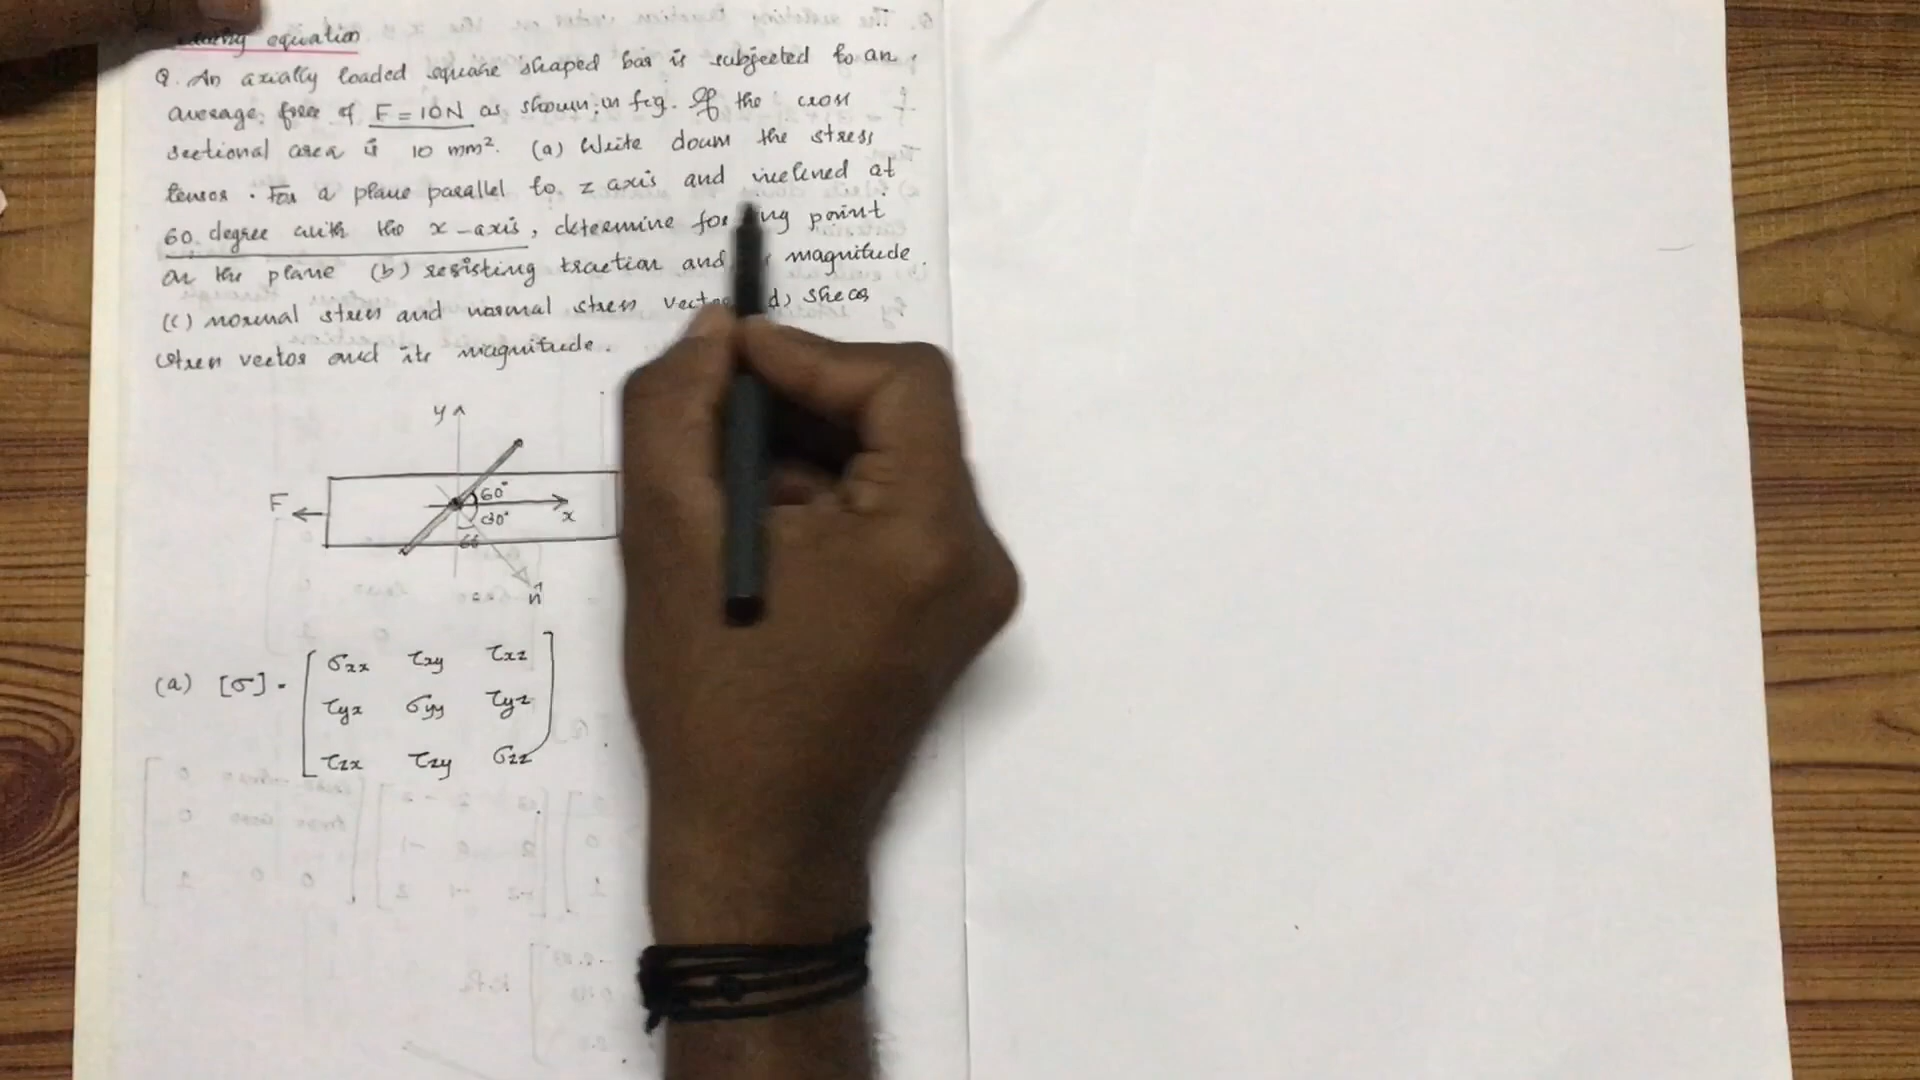 equation
Q. An axially loaded square shaped bar is subjected to an
average force of F = 10N as shown in fig. If the cross
sectional area is 10 mm². (a) Write down the stress
tensor. For a plane parallel to z axis and inclined at
60 degree with the x-axis, determine for point
on the plane (b) resisting traction and magnitude.
(c) normal stress and normal stress vector d) shear
stress vector and its magnitude.
y
60°
F
30°
x
60
n̂
(a) [σ] = [ σxx τxy τxz
τyx σyy τyz
τzx τzy σzz ]